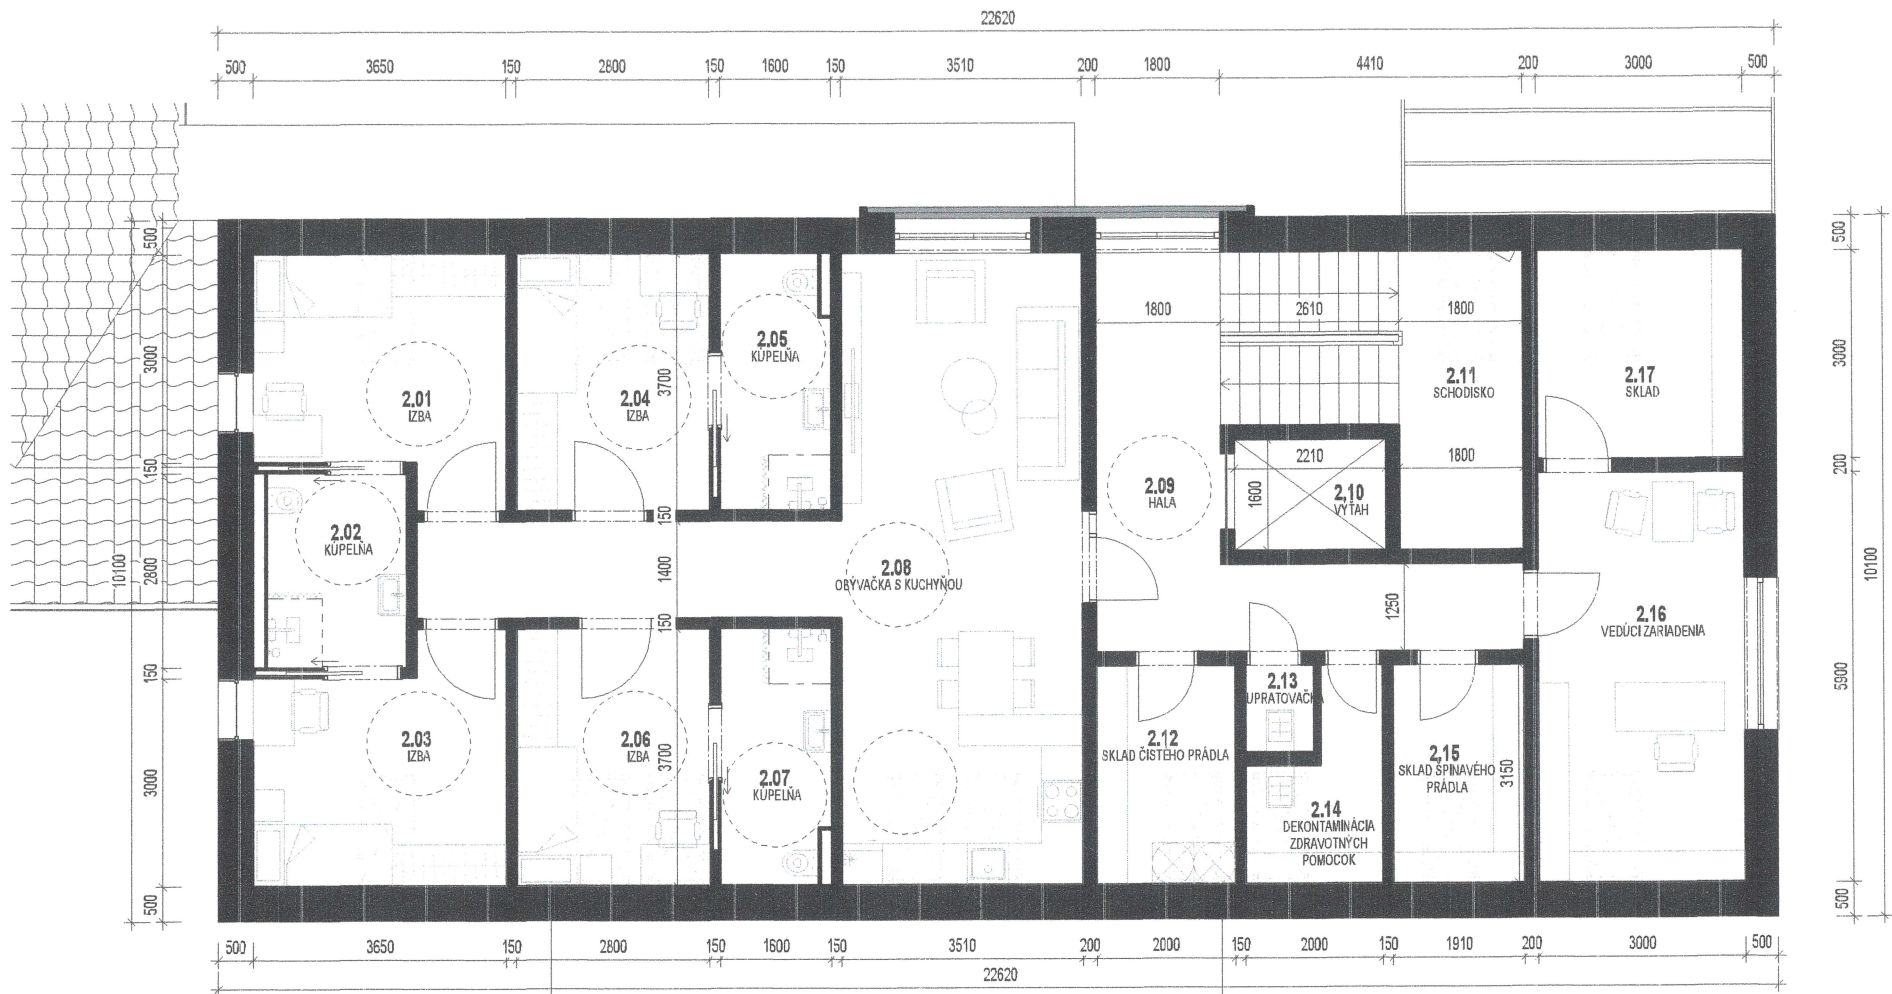 22620
500 3650 150 2800 150 1600 150 3510 200 1800 4410 200 3000 500
500
3000
150
2800
150
3000
500
10100
500
3000
200
5900
500
10100
2.01
IZBA
2.02
KÚPEĽŇA
2.03
IZBA
2.04
IZBA
3700
2.05
KÚPEĽŇA
150
1400
150
2.06
IZBA
3700
2.07
KÚPEĽŇA
2.08
OBÝVAČKA S KUCHYŇOU
1800 2610 1800
2.09
HALA
2210
1600
2.10
VÝŤAH
2.11
SCHODISKO
1800
1250
2.12
SKLAD ČISTÉHO PRÁDLA
2.13
UPRATOVAČKA
2.14
DEKONTAMINÁCIA
ZDRAVOTNÝCH
POMÔCOK
2.15
SKLAD ŠPINAVÉHO
PRÁDLA
3150
2.16
VEDÚCI ZARIADENIA
2.17
SKLAD
500 3650 150 2800 150 1600 150 3510 200 2000 150 2000 150 1910 200 3000 500
22620